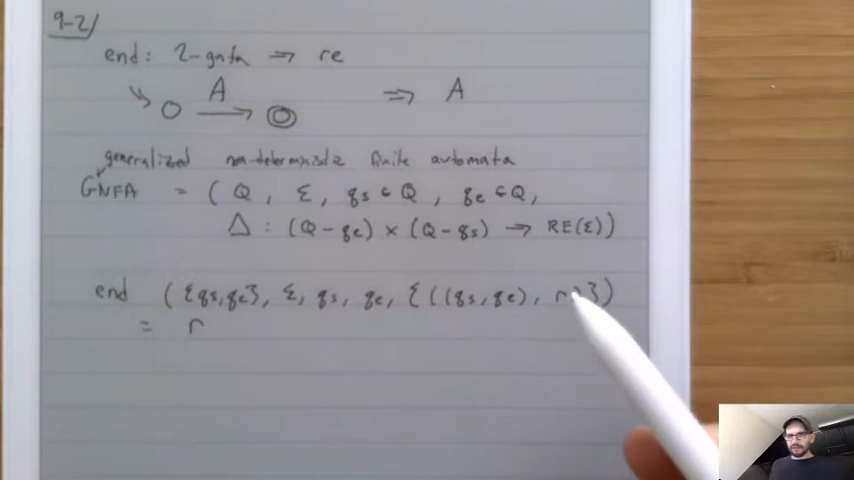 9-2/
end: 2-gnfa ⇒ re
A ⇒ A
generalized non-deterministic finite automata
GNFA = ( Q , Σ , qs ∈ Q , qe ∈ Q ,
Δ : (Q - qe) × (Q - qs) → RE(Σ))
end ({qs,qe}, Σ, qs, qe, {((qs,qe), r)})
= r